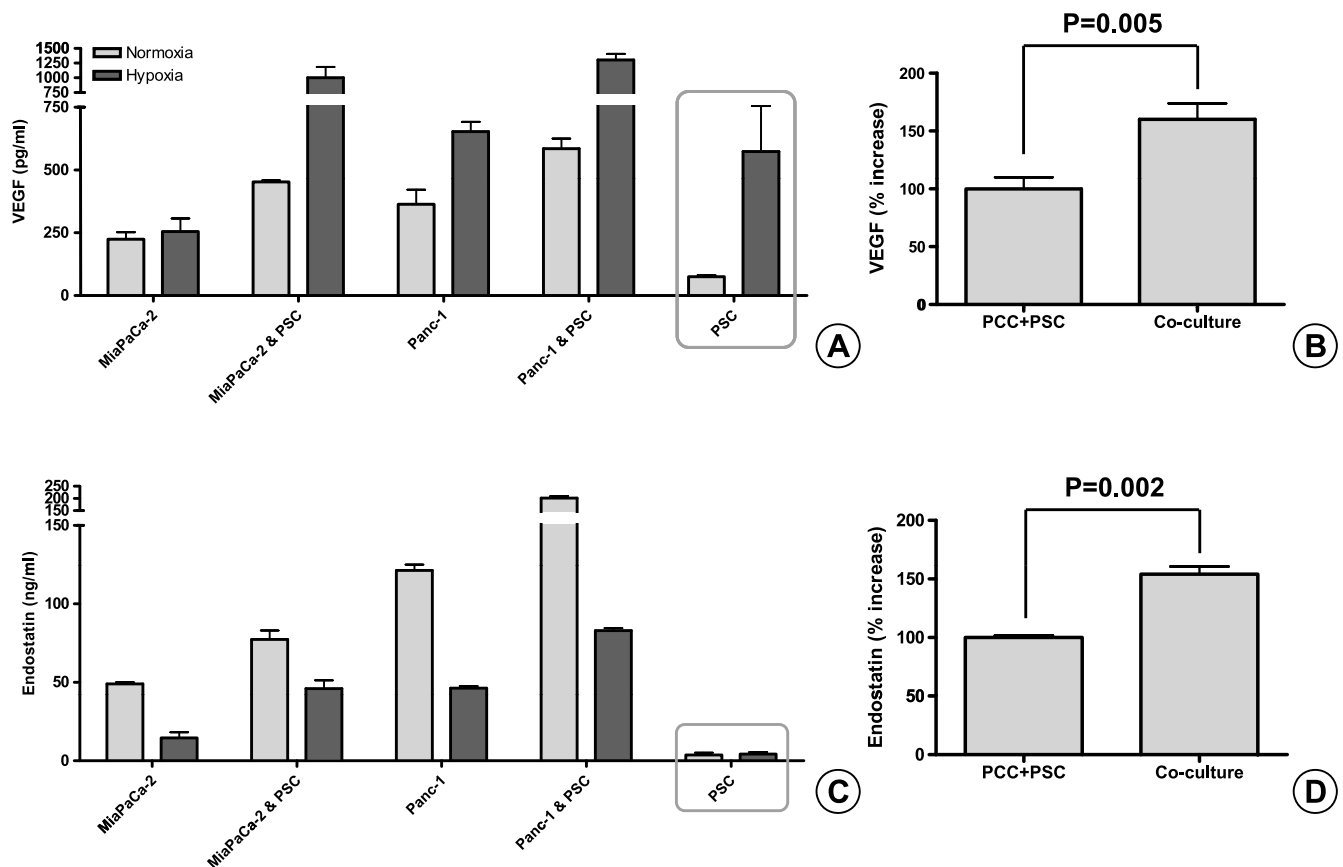 Normoxia
Hypoxia
VEGF (pg/ml)
1500
1250
1000
750
750
500
250
0
MiaPaCa-2
MiaPaCa-2 & PSC
Panc-1
Panc-1 & PSC
PSC
A
P=0.005
VEGF (% increase)
200
150
100
50
0
PCC+PSC
Co-culture
B
Endostatin (ng/ml)
250
200
150
150
100
50
0
MiaPaCa-2
MiaPaCa-2 & PSC
Panc-1
Panc-1 & PSC
PSC
C
P=0.002
Endostatin (% increase)
200
150
100
50
0
PCC+PSC
Co-culture
D